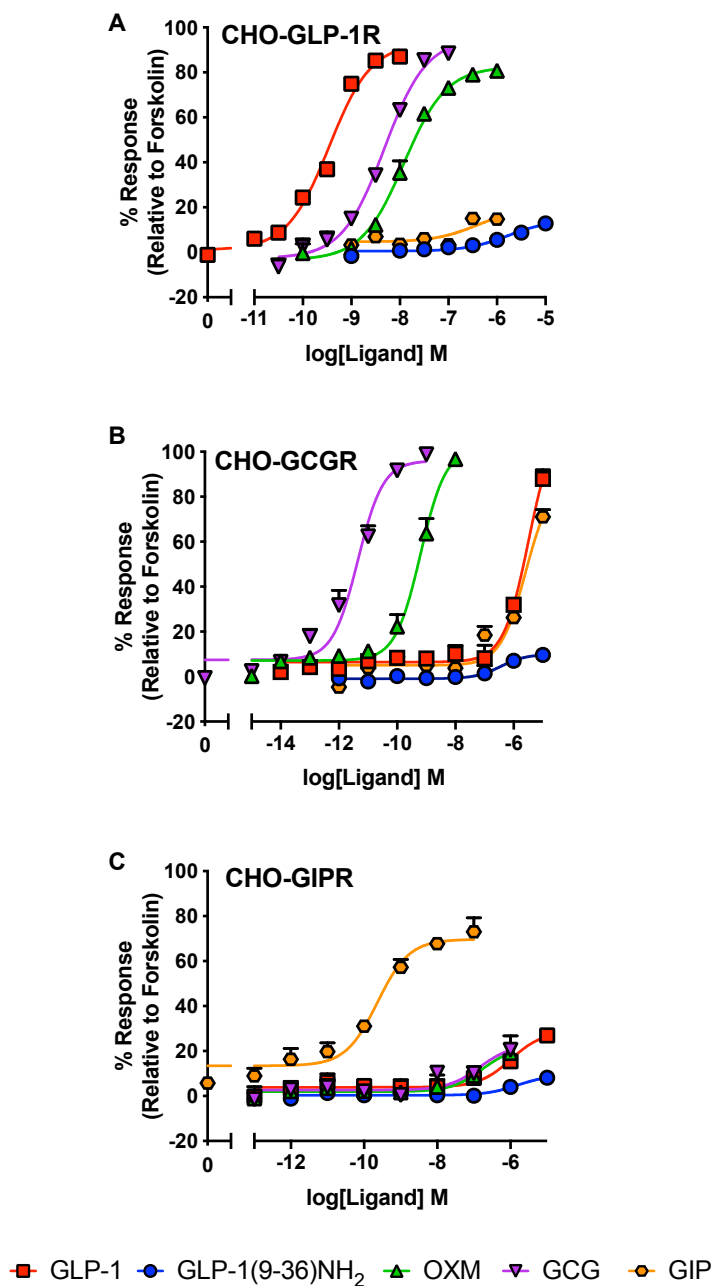 A
CHO-GLP-1R
100
80
60
40
20
0
-20
% Response
(Relative to Forskolin)
0
-11 -10 -9 -8 -7 -6 -5
log[Ligand] M
B
CHO-GCGR
100
80
60
40
20
0
-20
% Response
(Relative to Forskolin)
0
-14 -12 -10 -8 -6
log[Ligand] M
C
CHO-GIPR
100
80
60
40
20
0
-20
% Response
(Relative to Forskolin)
0
-12 -10 -8 -6
log[Ligand] M
GLP-1 GLP-1(9-36)NH₂ OXM GCG GIP